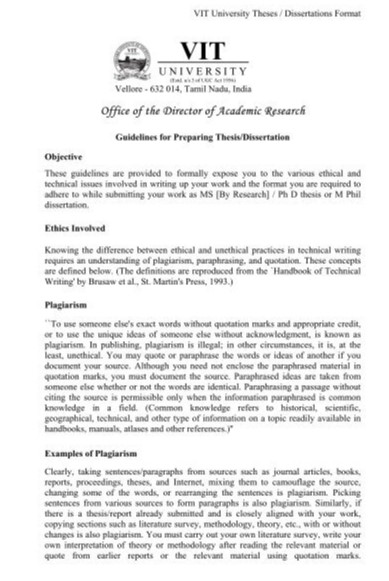 VIT University Theses / Dissertations Format
VIT
VIT
UNIVERSITY
(Estd. u/s 3 of UGC Act 1956)
Vellore - 632 014, Tamil Nadu, India
Office of the Director of Academic Research
Guidelines for Preparing Thesis/Dissertation
Objective
These guidelines are provided to formally expose you to the various ethical and
technical issues involved in writing up your work and the format you are required to
adhere to while submitting your work as MS [By Research] / Ph D thesis or M Phil
dissertation.
Ethics Involved
Knowing the difference between ethical and unethical practices in technical writing
requires an understanding of plagiarism, paraphrasing, and quotation. These concepts
are defined below. (The definitions are reproduced from the `Handbook of Technical
Writing' by Brusaw et al., St. Martin's Press, 1993.)
Plagiarism
``To use someone else's exact words without quotation marks and appropriate credit,
or to use the unique ideas of someone else without acknowledgment, is known as
plagiarism. In publishing, plagiarism is illegal; in other circumstances, it is, at the
least, unethical. You may quote or paraphrase the words or ideas of another if you
document your source. Although you need not enclose the paraphrased material in
quotation marks, you must document the source. Paraphrased ideas are taken from
someone else whether or not the words are identical. Paraphrasing a passage without
citing the source is permissible only when the information paraphrased is common
knowledge in a field. (Common knowledge refers to historical, scientific,
geographical, technical, and other type of information on a topic readily available in
handbooks, manuals, atlases and other references.)"
Examples of Plagiarism
Clearly, taking sentences/paragraphs from sources such as journal articles, books,
reports, proceedings, theses, and Internet, mixing them to camouflage the source,
changing some of the words, or rearranging the sentences is plagiarism. Picking
sentences from various sources to form paragraphs is also plagiarism. Similarly, if
there is a thesis/report already submitted and is closely aligned with your work,
copying sections such as literature survey, methodology, theory, etc., with or without
changes is also plagiarism. You must carry out your own literature survey, write your
own interpretation of theory or methodology after reading the relevant material or
quote from earlier reports or the relevant material using quotation marks.